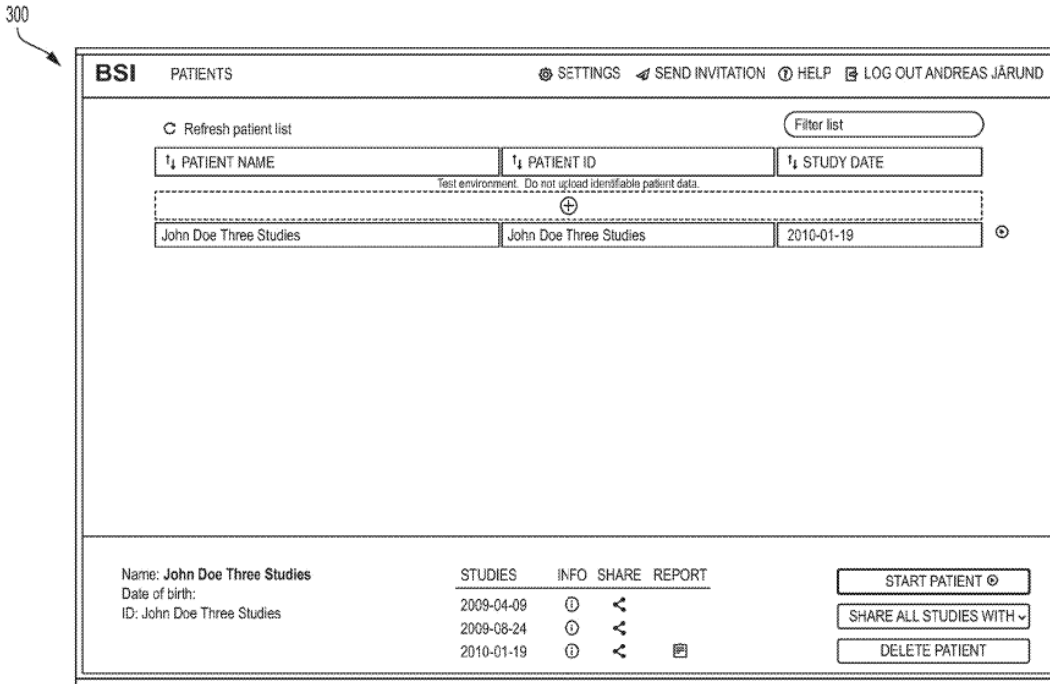 300
BSI PATIENTS SETTINGS SEND INVITATION HELP LOG OUT ANDREAS JÄRUND
Refresh patient list Filter list
PATIENT NAME PATIENT ID STUDY DATE
Test environment. Do not upload identifiable patient data.
John Doe Three Studies John Doe Three Studies 2010-01-19
Name: John Doe Three Studies STUDIES INFO SHARE REPORT START PATIENT
Date of birth:
ID: John Doe Three Studies 2009-04-09 SHARE ALL STUDIES WITH
2009-08-24
2010-01-19 DELETE PATIENT